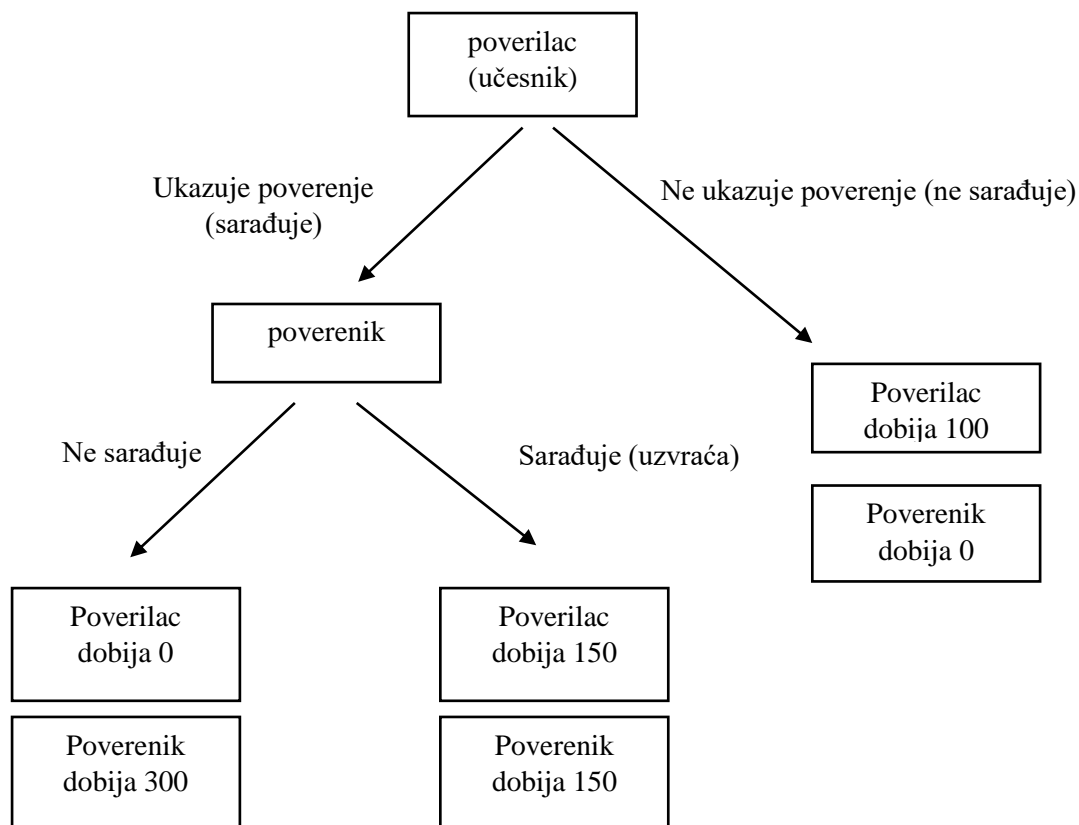 poverilac
(učesnik)
Ukazuje poverenje
(sarađuje)
Ne ukazuje poverenje (ne sarađuje)
poverenik
Poverilac
dobija 100
Ne sarađuje
Sarađuje (uzvraća)
Poverenik
dobija 0
Poverilac
dobija 0
Poverilac
dobija 150
Poverenik
dobija 300
Poverenik
dobija 150